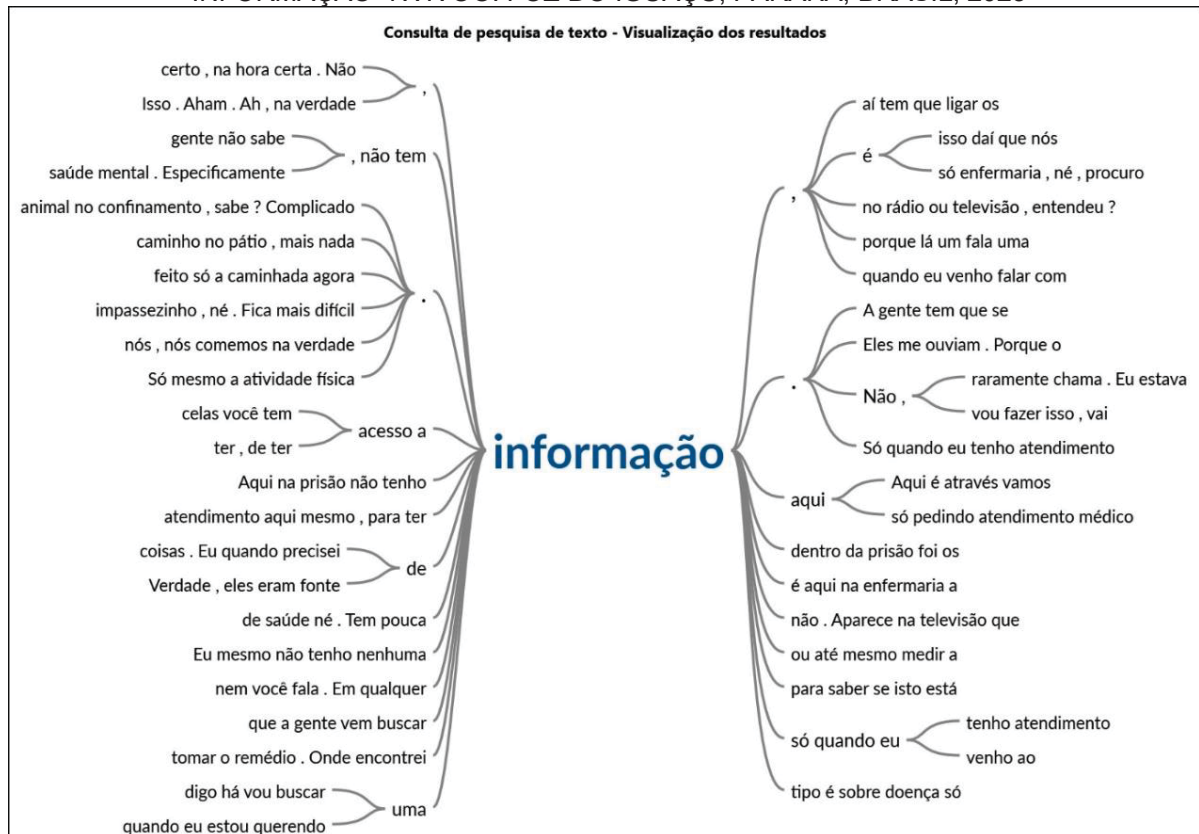 FOZ DO IGUAÇU, PARANÁ, BRASIL,
Consulta de pesquisa de texto - Visualização dos resultados
certo , na hora certa . Não
Isso . Aham . Ah , na verdade
,
gente não sabe
saúde mental . Especificamente
, não tem
animal no confinamento , sabe ? Complicado
caminho no pátio , mais nada
feito só a caminhada agora
impassezinho , né . Fica mais difícil
nós , nós comemos na verdade
Só mesmo a atividade física
.
celas você tem
ter , de ter
acesso a
Aqui na prisão não tenho
atendimento aqui mesmo , para ter
coisas . Eu quando precisei
Verdade , eles eram fonte
de
de saúde né . Tem pouca
Eu mesmo não tenho nenhuma
nem você fala . Em qualquer
que a gente vem buscar
tomar o remédio . Onde encontrei
digo há vou buscar
quando eu estou querendo
uma
informação
,
aí tem que ligar os
é
isso daí que nós
só enfermaria , né , procuro
no rádio ou televisão , entendeu ?
porque lá um fala uma
quando eu venho falar com
.
A gente tem que se
Eles me ouviam . Porque o
Não ,
raramente chama . Eu estava
vou fazer isso , vai
Só quando eu tenho atendimento
aqui
Aqui é através vamos
só pedindo atendimento médico
dentro da prisão foi os
é aqui na enfermaria a
não . Aparece na televisão que
ou até mesmo medir a
para saber se isto está
só quando eu
tenho atendimento
venho ao
tipo é sobre doença só